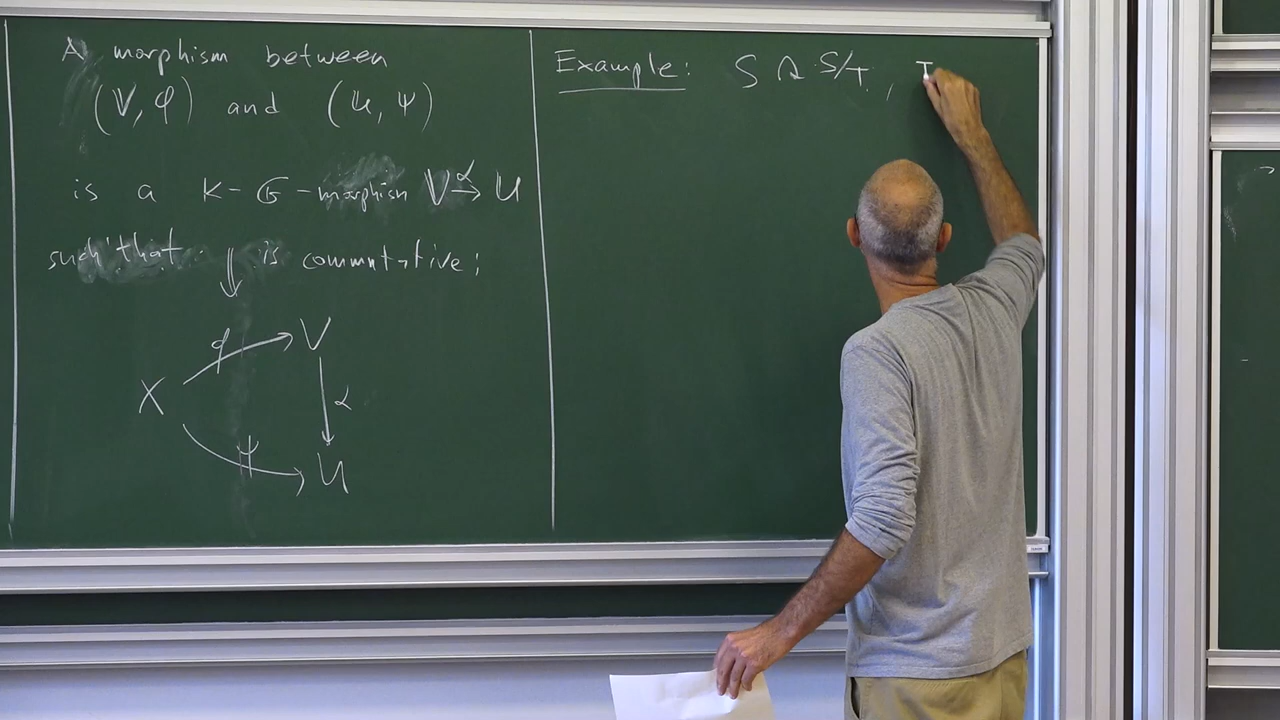 A morphism between
(V, φ) and (U, ψ)
is a K-G-morphism V →α U
such that ⇓ is commutative:
φ V
X α
ψ U
Example: S ↷ S/T, T